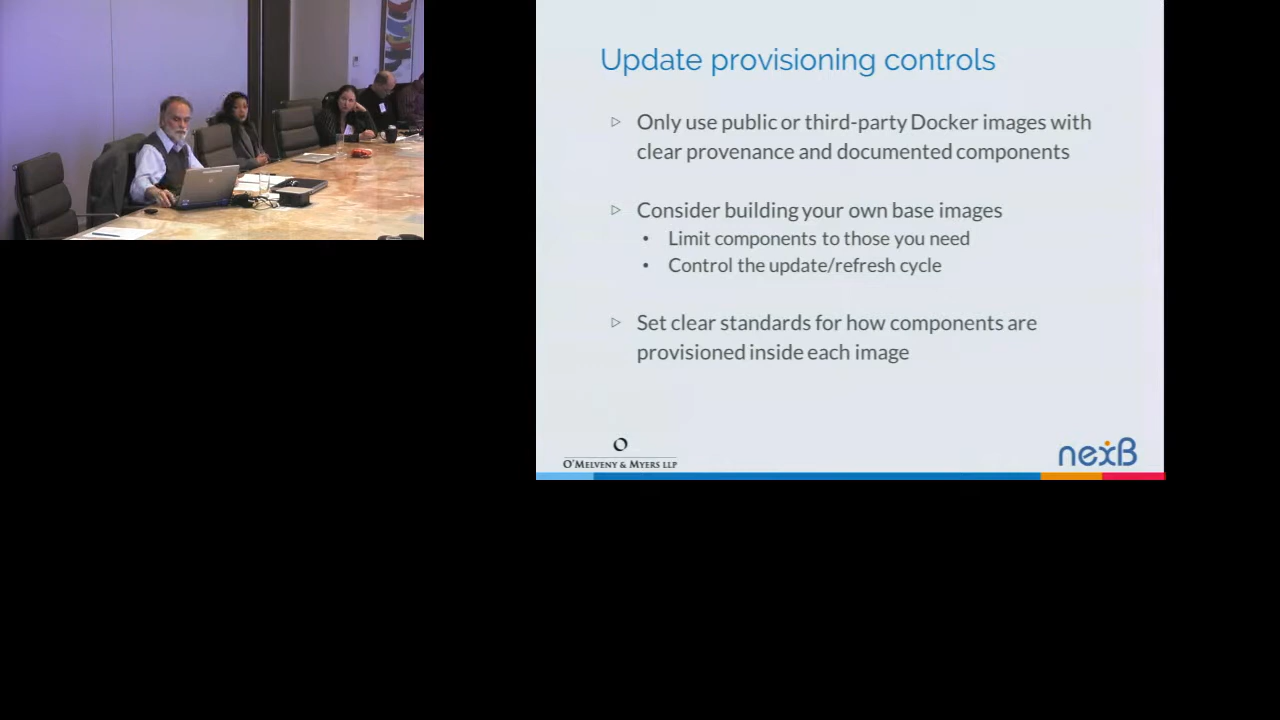 Update provisioning controls
Only use public or third-party Docker images with
clear provenance and documented components
Consider building your own base images
Limit components to those you need
Control the update/refresh cycle
Set clear standards for how components are
provisioned inside each image
O
O'MELVENY & MYERS LLP
nexB